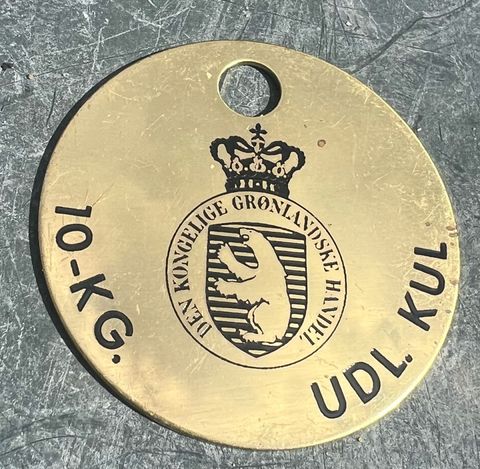 DEN KONGELIGE GRØNLANDSKE HANDEL
10-KG.
UDL. KUL